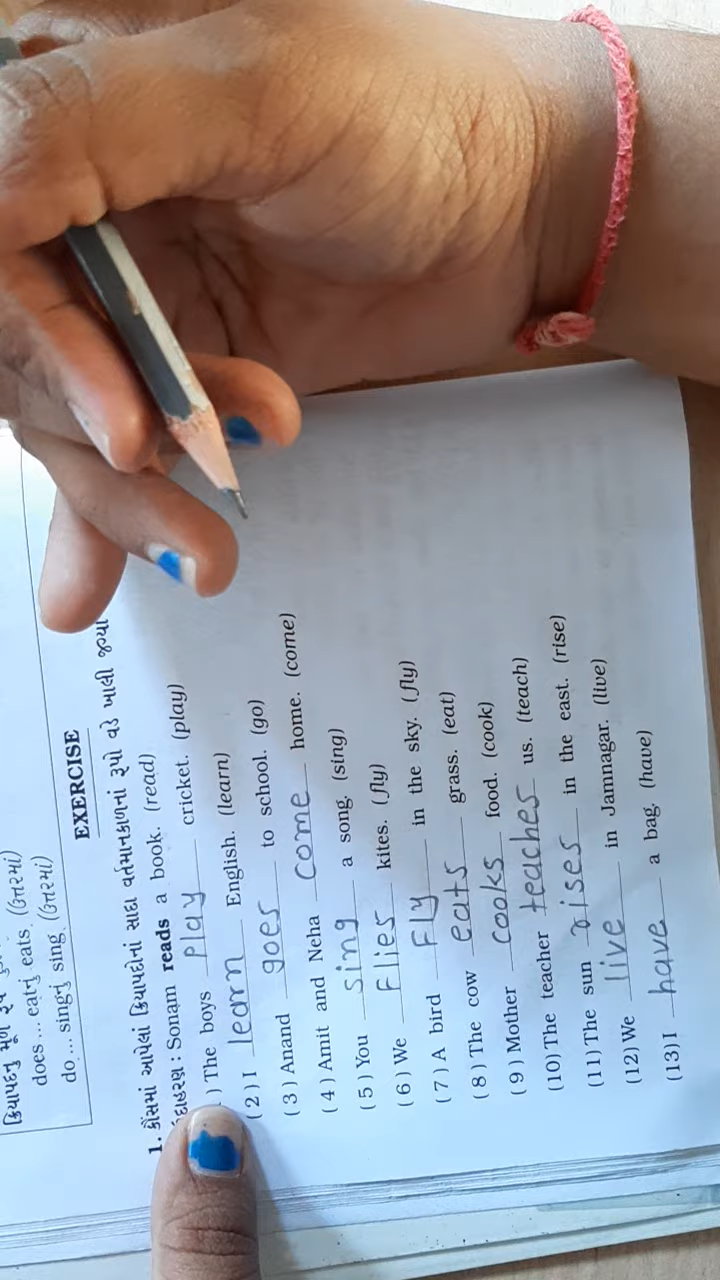 does ... eatનું eats (ઉત્તરમાં)
do ... singનું sing. (ઉત્તરમાં)
EXERCISE
1. કૌંસમાં આપેલાં ક્રિયાપદોનાં સાદા વર્તમાનકાળનાં રૂપો વડે ખાલી જગ્યા
Sonam reads a book. (read)
) The boys play cricket. (play)
(2) I learn English. (learn)
(3) Anand goes to school. (go)
(4) Amit and Neha come home. (come)
(5) You sing a song. (sing)
(6) We Flies kites. (fly)
(7) A bird Fly in the sky. (fly)
(8) The cow eats grass. (eat)
(9) Mother cooks food. (cook)
(10) The teacher teaches us. (teach)
(11) The sun rises in the east. (rise)
(12) We live in Jamnagar. (live)
(13) I have a bag. (have)